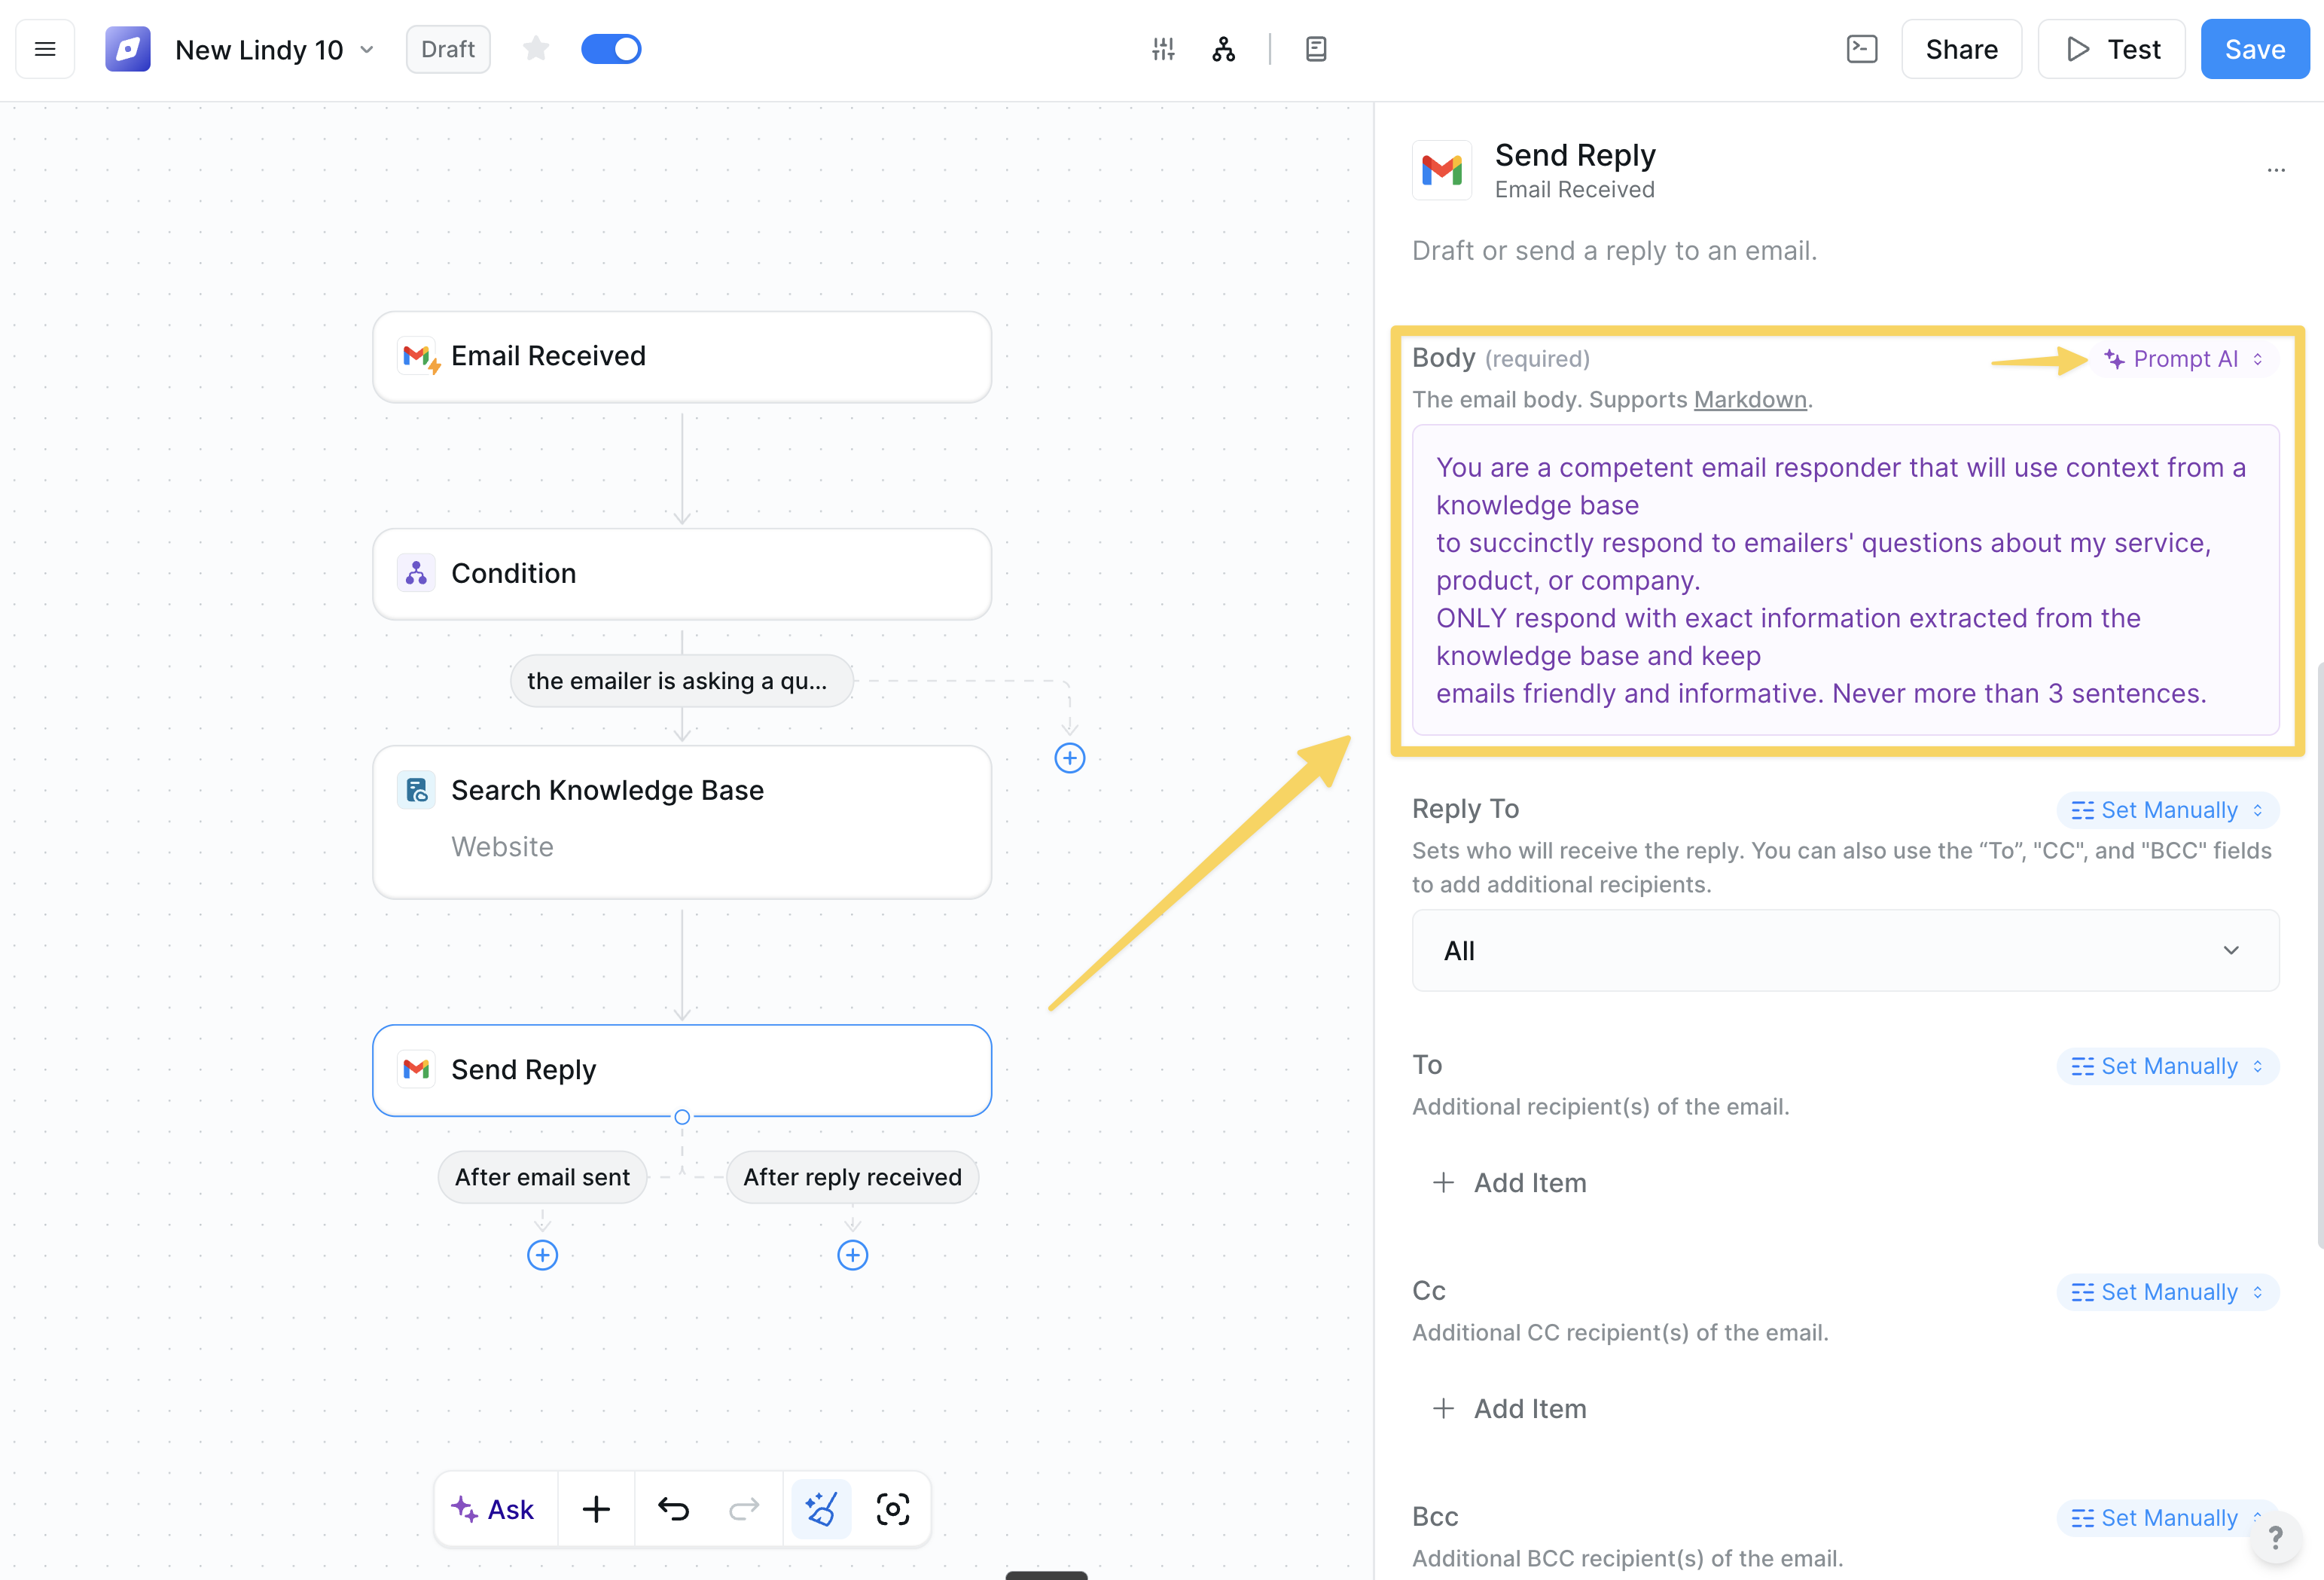 New Lindy 10
Draft
Share
Test
Save
Email Received
Condition
the emailer is asking a qu...
Search Knowledge Base
Website
Send Reply
After email sent
After reply received
Ask
Send Reply
Email Received
Draft or send a reply to an email.
Body (required)
Prompt AI
The email body. Supports Markdown.
You are a competent email responder that will use context from a
knowledge base
to succinctly respond to emailers' questions about my service,
product, or company.
ONLY respond with exact information extracted from the
knowledge base and keep
emails friendly and informative. Never more than 3 sentences.
Reply To
Set Manually
Sets who will receive the reply. You can also use the “To”, "CC", and "BCC" fields
to add additional recipients.
All
To
Set Manually
Additional recipient(s) of the email.
Add Item
Cc
Set Manually
Additional CC recipient(s) of the email.
Add Item
Bcc
Set Manually
?
Additional BCC recipient(s) of the email.